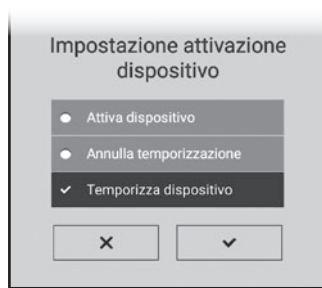 Impostazione attivazione
dispositivo
Attiva dispositivo
Annulla temporizzazione
Temporizza dispositivo